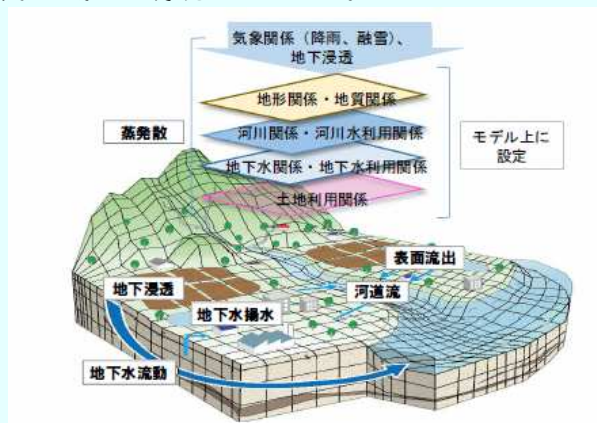 気象関係（降雨、融雪）、
地下浸透
地形関係・地質関係
河川関係・河川水利用関係
地下水関係・地下水利用関係
土地利用関係
蒸発散
モデル上に
設定
表面流出
河道流
地下浸透
地下水揚水
地下水流動